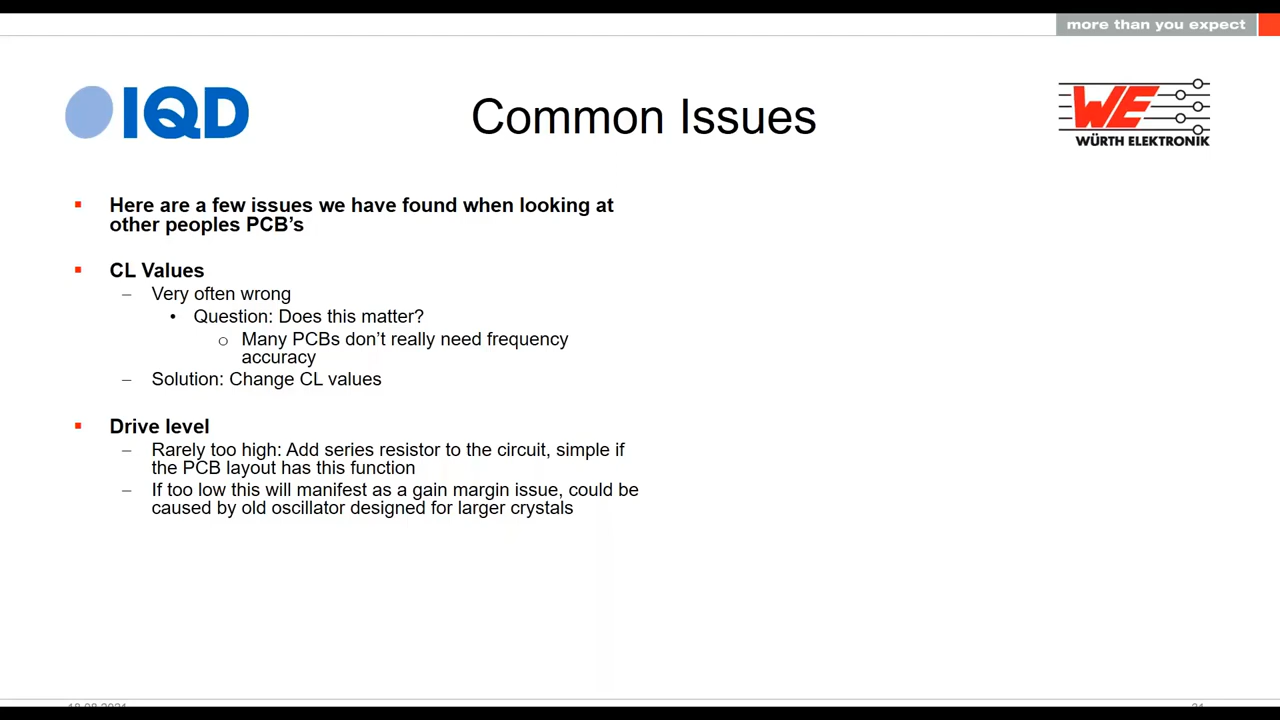 more than you expect
IQD
Common Issues
WE
WÜRTH ELEKTRONIK
Here are a few issues we have found when looking at
other peoples PCB's
CL Values
– Very often wrong
• Question: Does this matter?
o Many PCBs don't really need frequency
accuracy
– Solution: Change CL values
Drive level
– Rarely too high: Add series resistor to the circuit, simple if
the PCB layout has this function
– If too low this will manifest as a gain margin issue, could be
caused by old oscillator designed for larger crystals